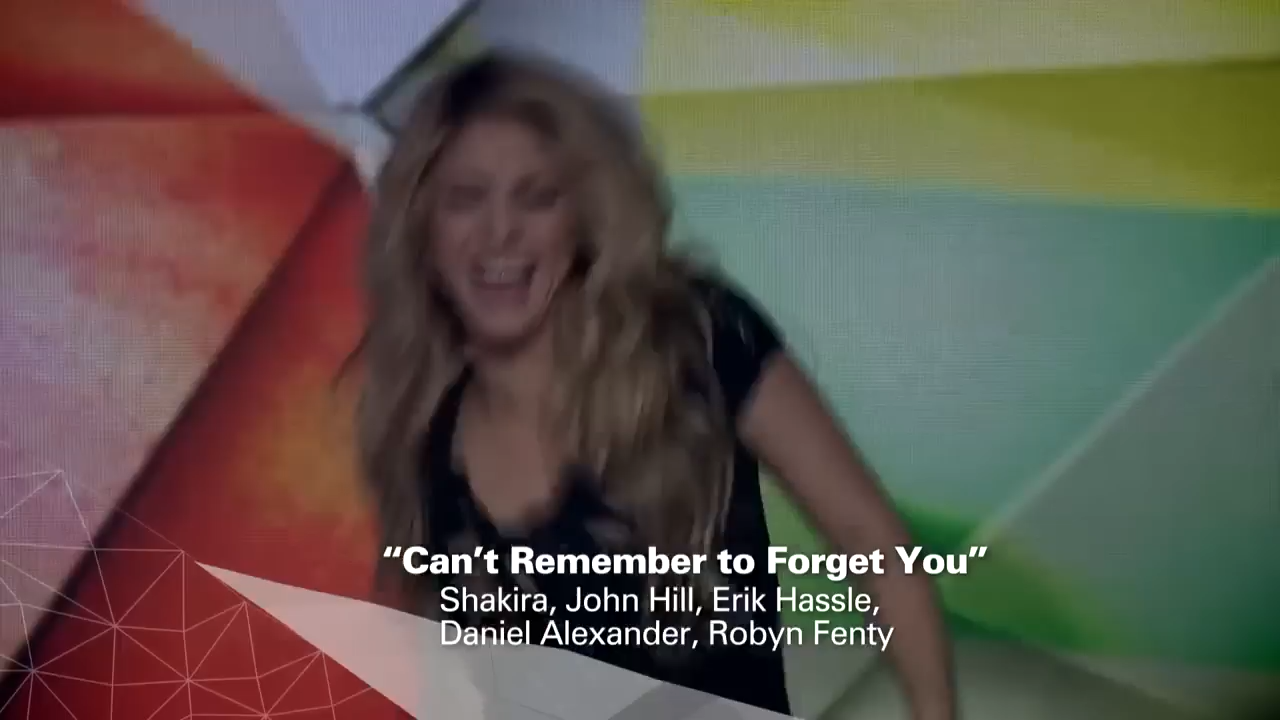 “Can’t Remember to Forget You”
Shakira, John Hill, Erik Hassle,
Daniel Alexander, Robyn Fenty